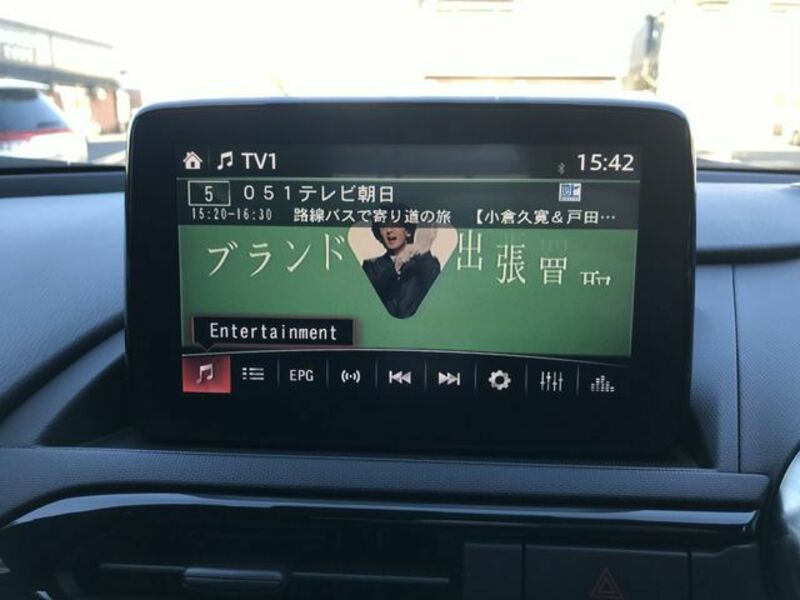 TV1 15:42
5 051テレビ朝日
15:20-16:30 路線バスで寄り道の旅 【小倉久寛&戸田…
ブランド 出張買
Entertainment
EPG